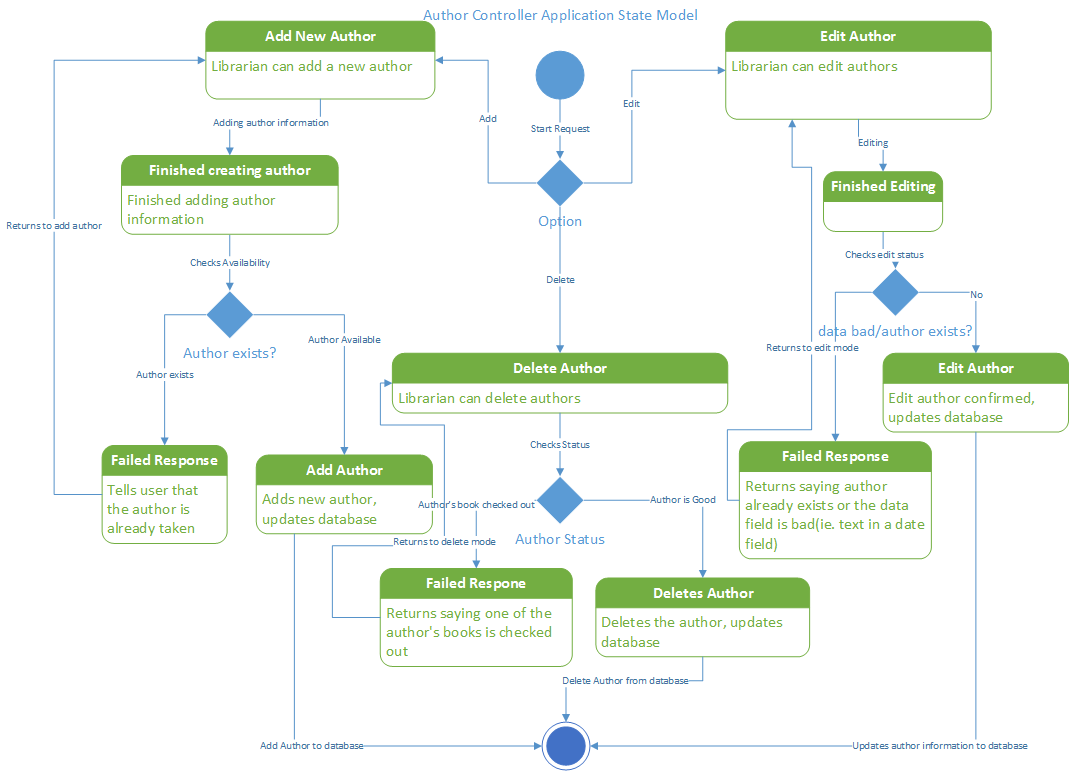 Author Controller Application State Model
Add New Author
Librarian can add a new author
Edit Author
Librarian can edit authors
Edit
Add
Adding author information
Start Request
Editing
Finished creating author
Finished adding author
information
Finished Editing
Option
Returns to add author
Checks Availability
Checks edit status
Delete
No
data bad/author exists?
Author Available
Returns to edit mode
Author exists?
Author exists
Delete Author
Librarian can delete authors
Edit Author
Edit author confirmed,
updates database
Checks Status
Failed Response
Tells user that
the author is
already taken
Add Author
Adds new author,
updates database
Author's book checked out
Author is Good
Failed Response
Returns saying author
already exists or the data
field is bad(ie. text in a date
field)
Author Status
Returns to delete mode
Failed Respone
Returns saying one of the
author's books is checked
out
Deletes Author
Deletes the author, updates
database
Delete Author from database
Add Author to database
Updates author information to database